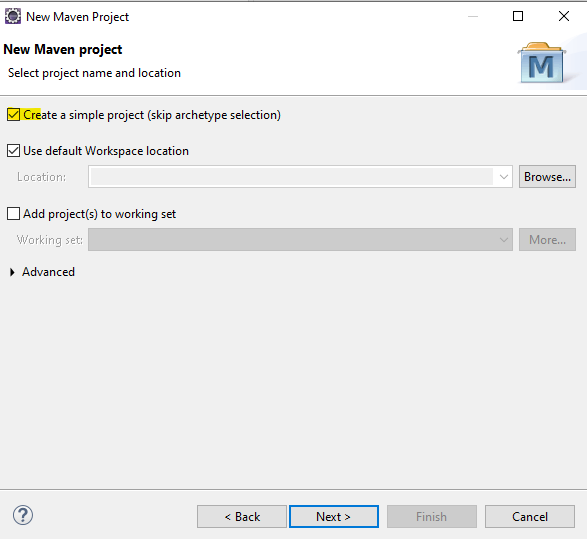 New Maven Project
New Maven project
Select project name and location
M
Create a simple project (skip archetype selection)
Use default Workspace location
Location:
Browse...
Add project(s) to working set
Working set:
More...
Advanced
?
< Back
Next >
Finish
Cancel